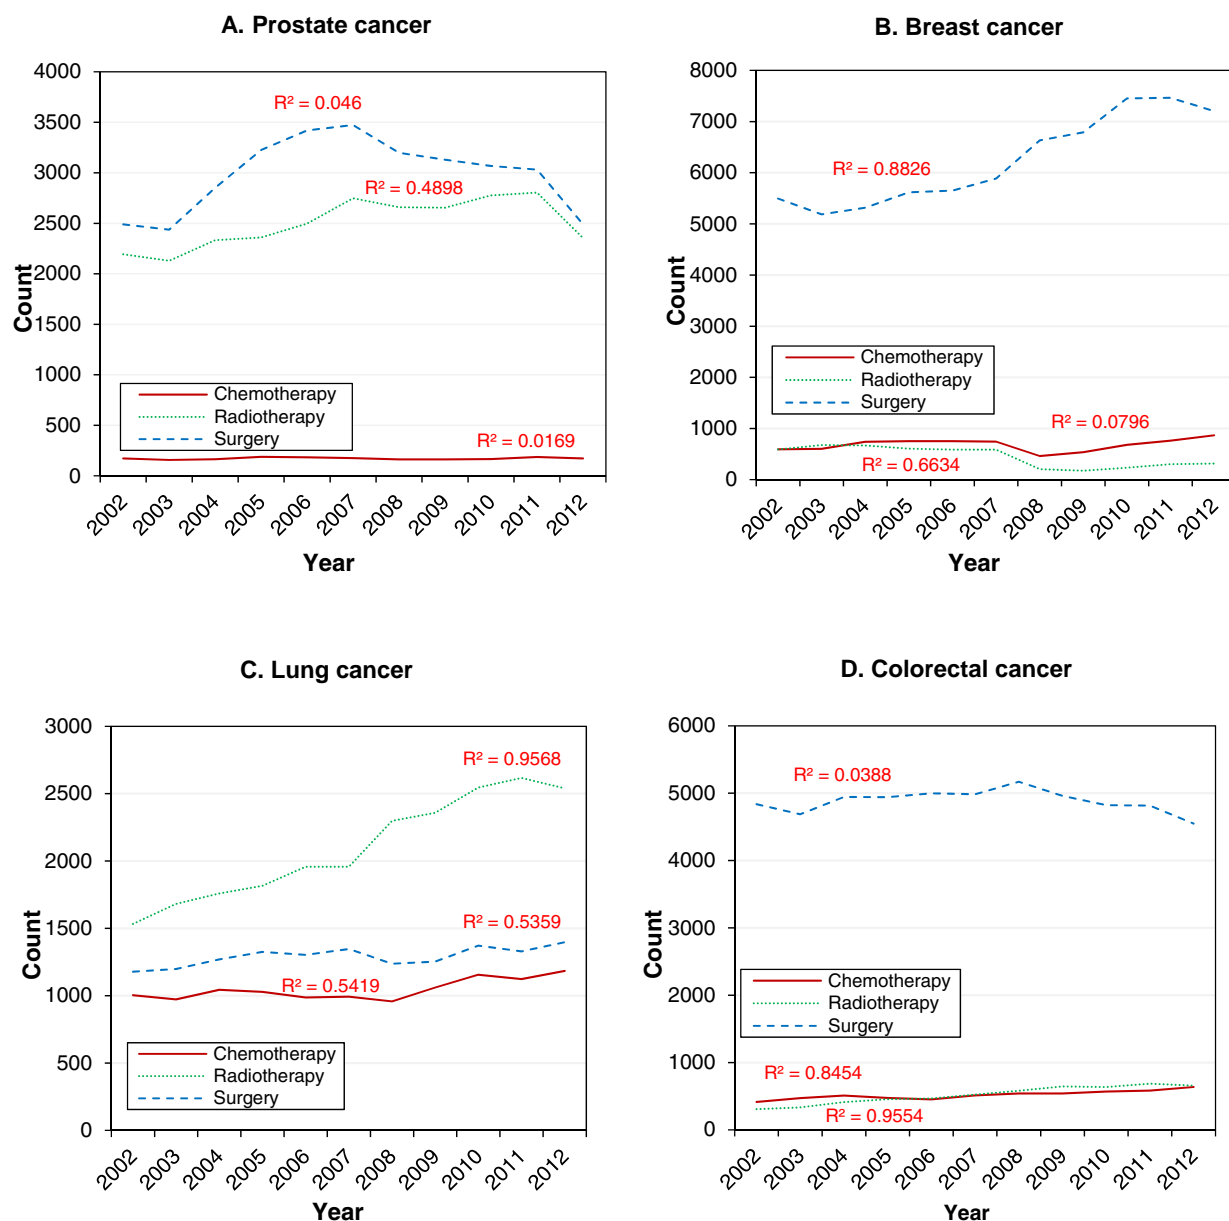 A. Prostate cancer
4000
3500
3000
2500
2000
1500
1000
500
0
Count
R² = 0.046
R² = 0.4898
R² = 0.0169
Chemotherapy
Radiotherapy
Surgery
2002 2003 2004 2005 2006 2007 2008 2009 2010 2011 2012
Year
B. Breast cancer
8000
7000
6000
5000
4000
3000
2000
1000
0
Count
R² = 0.8826
Chemotherapy
Radiotherapy
Surgery
R² = 0.0796
R² = 0.6634
2002 2003 2004 2005 2006 2007 2008 2009 2010 2011 2012
Year
C. Lung cancer
3000
2500
2000
1500
1000
500
0
Count
R² = 0.9568
R² = 0.5359
R² = 0.5419
Chemotherapy
Radiotherapy
Surgery
2002 2003 2004 2005 2006 2007 2008 2009 2010 2011 2012
Year
D. Colorectal cancer
6000
5000
4000
3000
2000
1000
0
Count
R² = 0.0388
Chemotherapy
Radiotherapy
Surgery
R² = 0.8454
R² = 0.9554
2002 2003 2004 2005 2006 2007 2008 2009 2010 2011 2012
Year